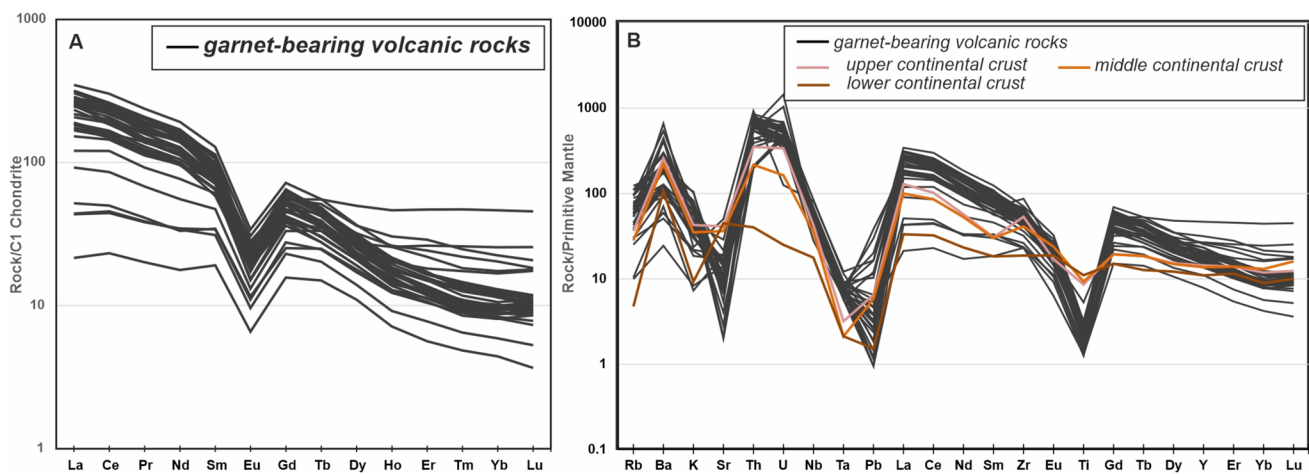 A
garnet-bearing volcanic rocks
Rock/C1 Chondrite
1000
100
10
1
La Ce Pr Nd Sm Eu Gd Tb Dy Ho Er Tm Yb Lu
B
garnet-bearing volcanic rocks
upper continental crust middle continental crust
lower continental crust
Rock/Primitive Mantle
10000
1000
100
10
1
0.1
Rb Ba K Sr Th U Nb Ta Pb La Ce Nd Sm Zr Eu Ti Gd Tb Dy Y Er Yb Lu